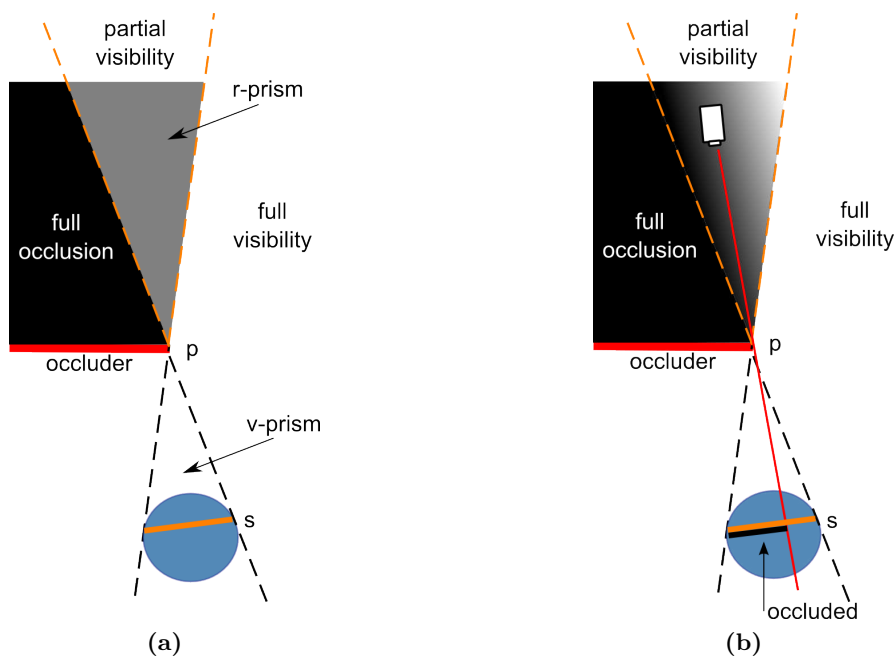 partial
visibility
r-prism
full
occlusion
full
visibility
p
occluder
v-prism
s
(a)
partial
visibility
full
occlusion
full
visibility
p
occluder
s
occluded
(b)